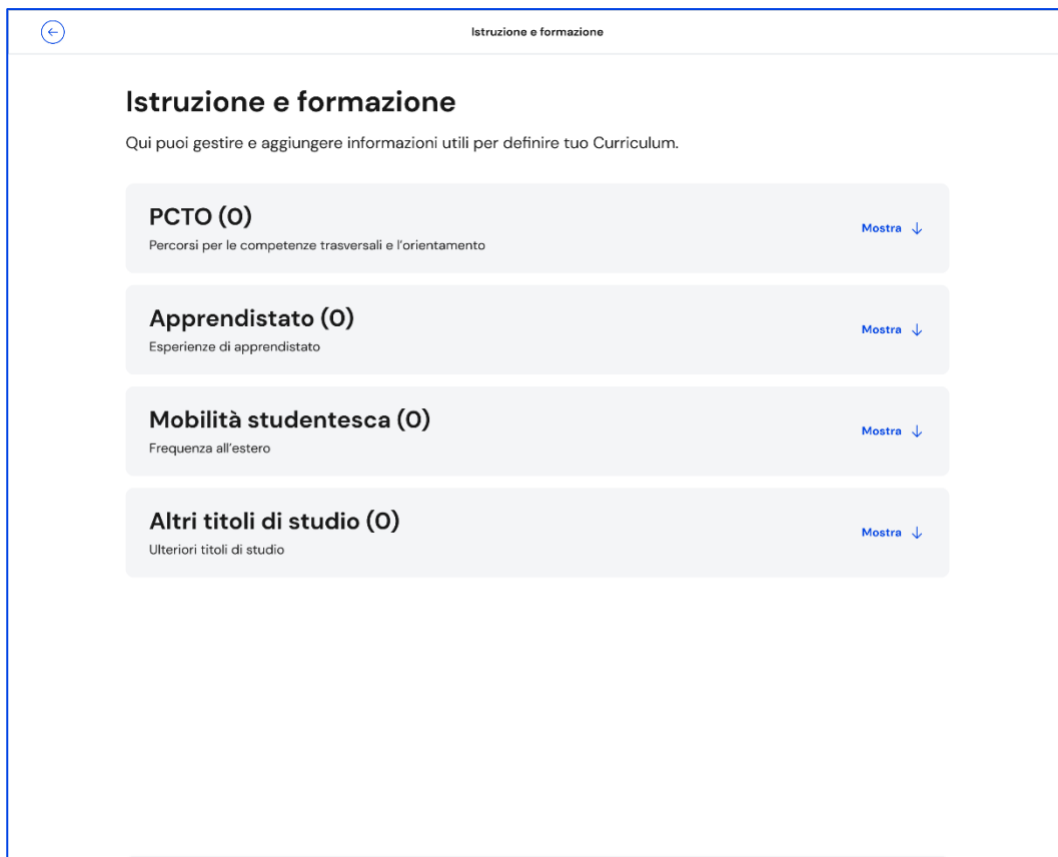 Istruzione e formazione
Istruzione e formazione
Qui puoi gestire e aggiungere informazioni utili per definire tuo Curriculum.
PCTO (0)
Percorsi per le competenze trasversali e l'orientamento
Mostra
Apprendistato (0)
Esperienze di apprendistato
Mostra
Mobilità studentesca (0)
Frequenza all'estero
Mostra
Altri titoli di studio (0)
Ulteriori titoli di studio
Mostra